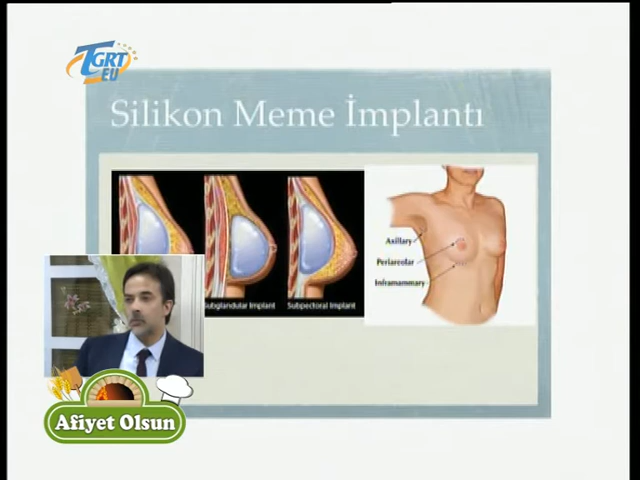 TGRT
EU
Silikon Meme İmplantı
Axillary
Periareolar
Inframammary
Subglandular Implant
Subpectoral Implant
Afiyet Olsun